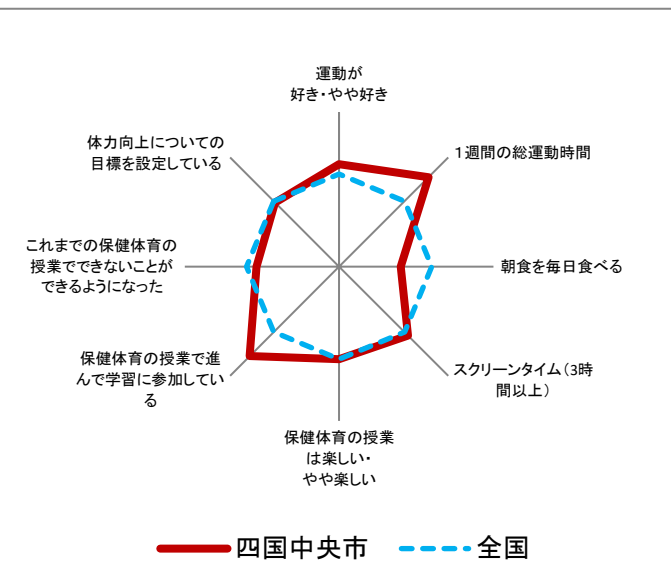 運動が
好き・やや好き
1週間の総運動時間
朝食を毎日食べる
スクリーンタイム(3時
間以上)
保健体育の授業
は楽しい・
やや楽しい
保健体育の授業で進
んで学習に参加してい
る
これまでの保健体育の
授業でできないことが
できるようになった
体力向上についての
目標を設定している
四国中央市
全国